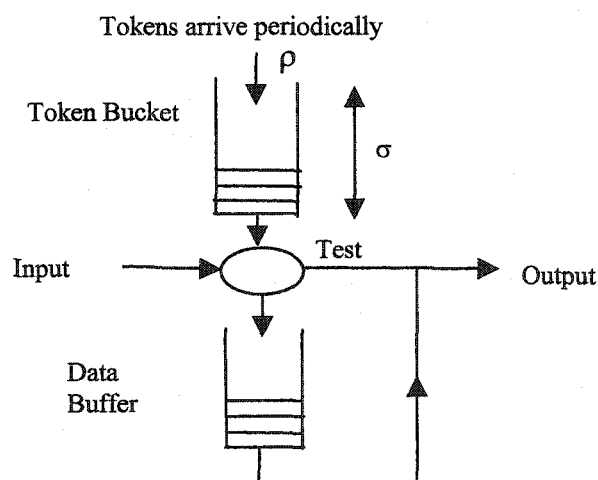 Tokens arrive periodically
ρ
Token Bucket
σ
Test
Input
Output
Data
Buffer